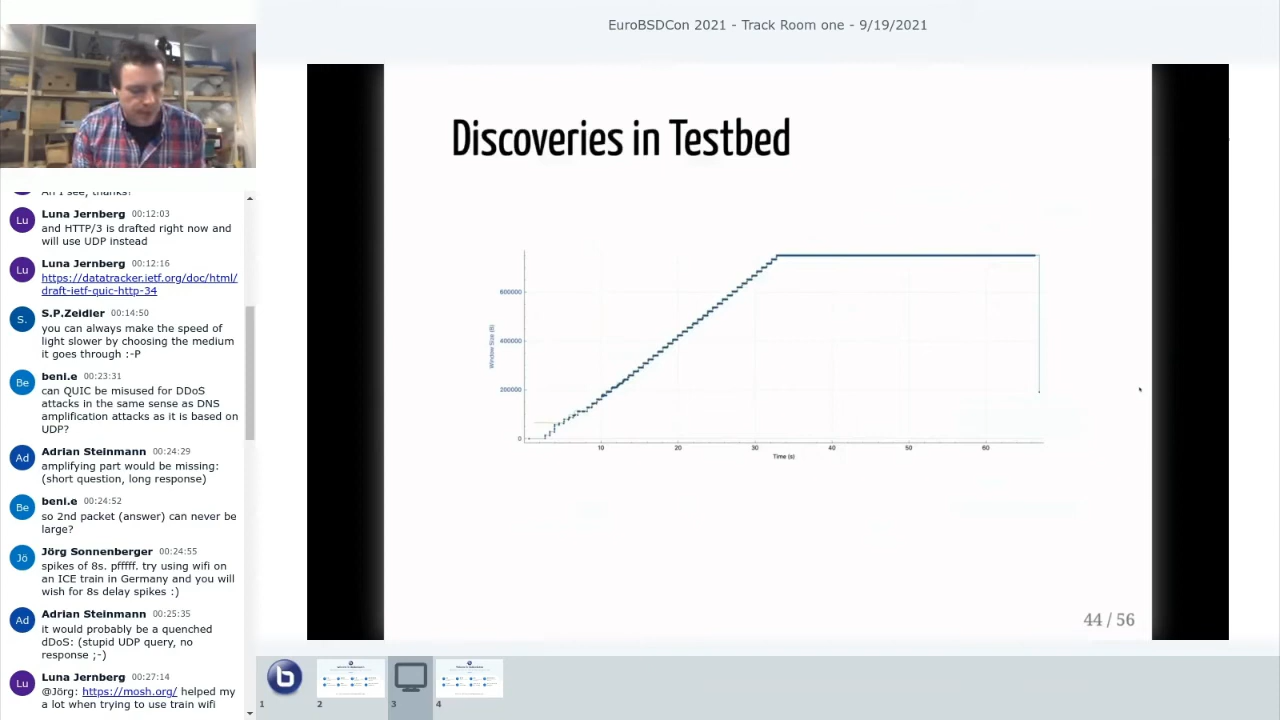 EuroBSDCon 2021 - Track Room one - 9/19/2021
Ah I see, thanks!
Lu
Luna Jernberg 00:12:03
and HTTP/3 is drafted right now and
will use UDP instead
Lu
Luna Jernberg 00:12:16
https://datatracker.ietf.org/doc/html/
draft-ietf-quic-http-34
S.
S.P.Zeidler 00:14:50
you can always make the speed of
light slower by choosing the medium
it goes through :-P
Be
beni.e 00:23:31
can QUIC be misused for DDoS
attacks in the same sense as DNS
amplification attacks as it is based on
UDP?
Ad
Adrian Steinmann 00:24:29
amplifying part would be missing:
(short question, long response)
Be
beni.e 00:24:52
so 2nd packet (answer) can never be
large?
Jö
Jörg Sonnenberger 00:24:55
spikes of 8s. pfffff. try using wifi on
an ICE train in Germany and you will
wish for 8s delay spikes :)
Ad
Adrian Steinmann 00:25:35
it would probably be a quenched
dDoS: (stupid UDP query, no
response ;-)
Lu
Luna Jernberg 00:27:14
@Jörg: https://mosh.org/ helped my
a lot when trying to use train wifi
Discoveries in Testbed
Window Size (B)
600000
400000
200000
0
10 20 30 40 50 60
Time (s)
44 / 56
b
1 2 3 4